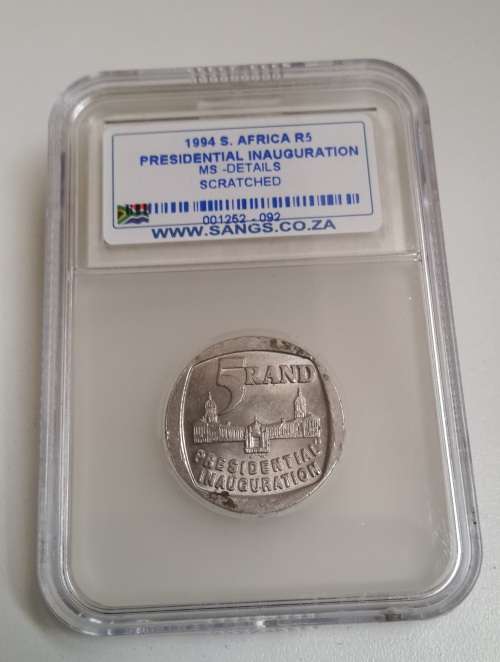 1994 S. AFRICA R5
PRESIDENTIAL INAUGURATION
MS -DETAILS
SCRATCHED
001252 - 092
WWW.SANGS.CO.ZA
5 RAND
PRESIDENTIAL
INAUGURATION